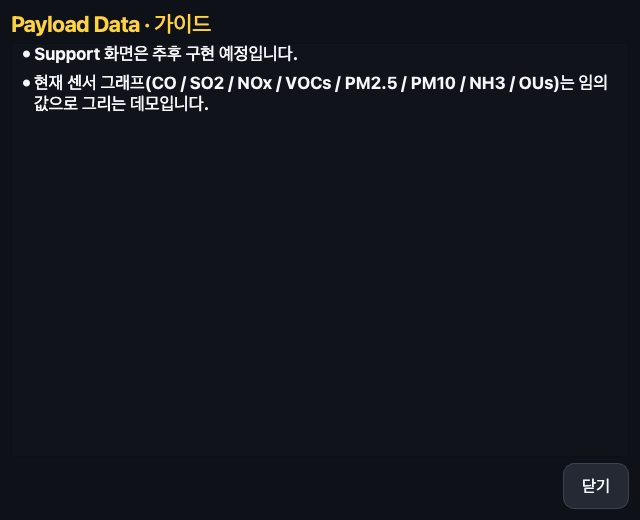 Payload Data · 가이드
• Support 화면은 추후 구현 예정입니다.
• 현재 센서 그래프(CO / SO2 / NOx / VOCs / PM2.5 / PM10 / NH3 / OUs)는 임의
값으로 그리는 데모입니다.
닫기